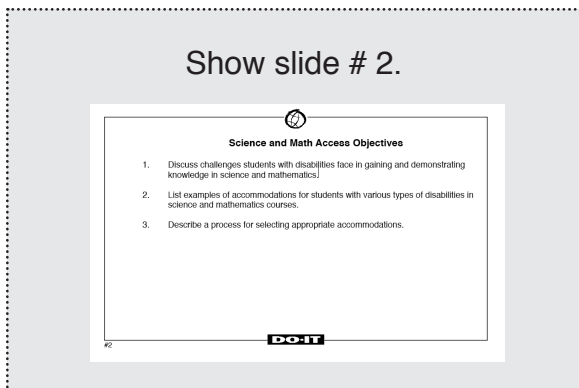 Show slide # 2.
Science and Math Access Objectives
1. Discuss challenges students with disabilities face in gaining and demonstrating
knowledge in science and mathematics.
2. List examples of accommodations for students with various types of disabilities in
science and mathematics courses.
3. Describe a process for selecting appropriate accommodations.
#2
DO-IT